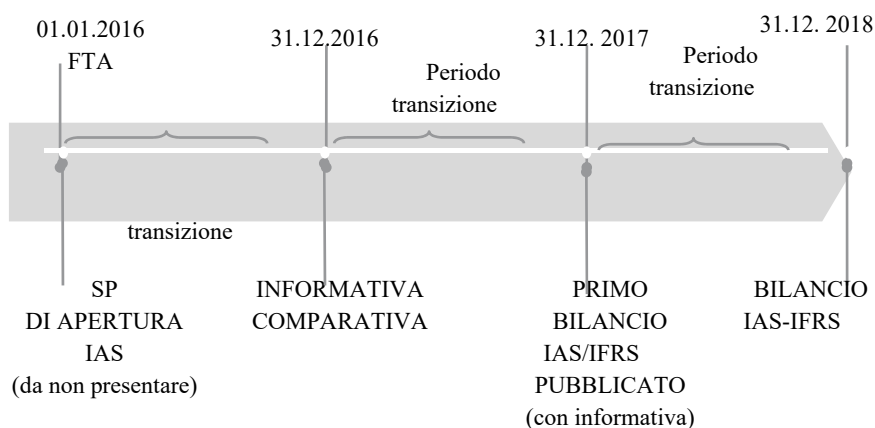 01.01.2016
FTA
31.12.2016
31.12. 2017
31.12. 2018
Periodo
transizione
Periodo
transizione
transizione
SP
DI APERTURA
IAS
(da non presentare)
INFORMATIVA
COMPARATIVA
PRIMO
BILANCIO
IAS/IFRS
PUBBLICATO
(con informativa)
BILANCIO
IAS-IFRS